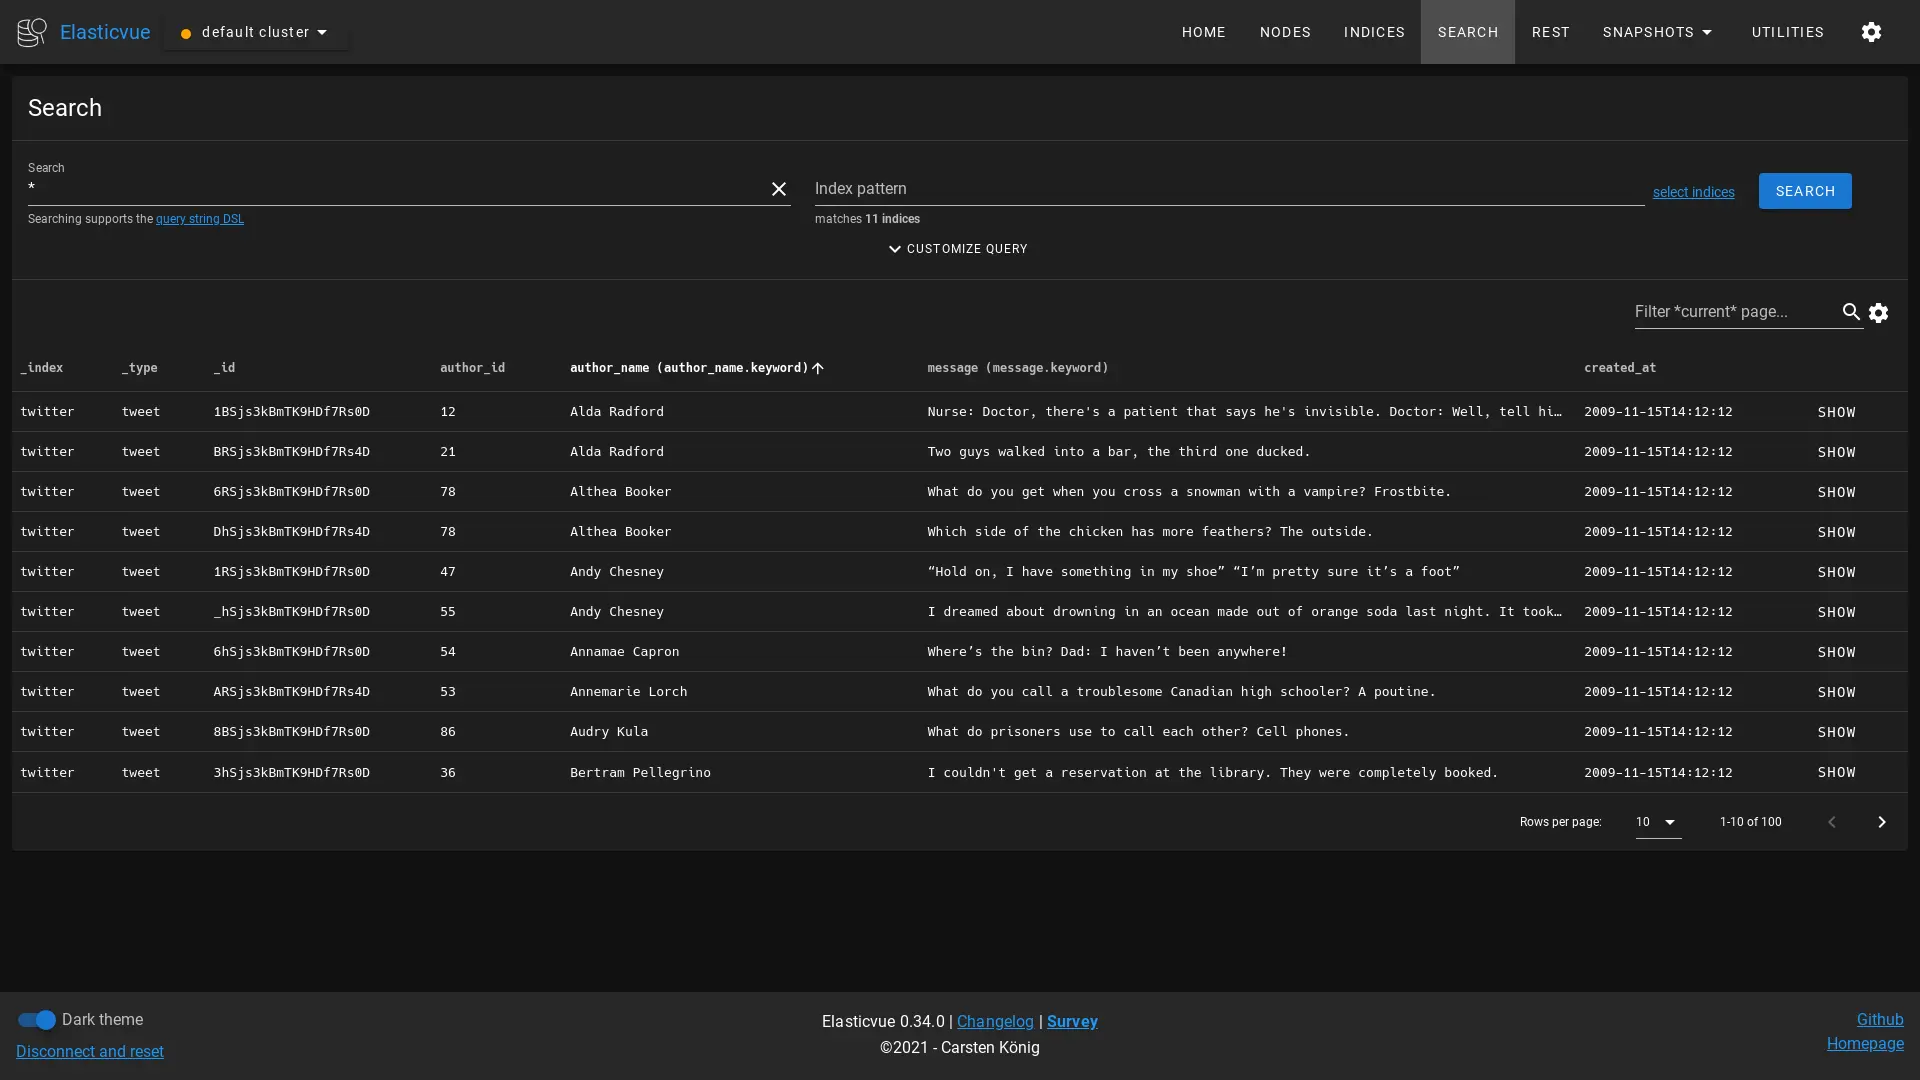 Elasticvue default cluster HOME NODES INDICES SEARCH REST SNAPSHOTS UTILITIES
Search
Search
* Index pattern select indices SEARCH
Searching supports the query string DSL matches 11 indices
CUSTOMIZE QUERY
Filter *current* page...
_index _type _id author_id author_name (author_name.keyword) message (message.keyword) created_at
twitter tweet 1BSjs3kBmTK9HDf7Rs0D 12 Alda Radford Nurse: Doctor, there's a patient that says he's invisible. Doctor: Well, tell hi… 2009-11-15T14:12:12 SHOW
twitter tweet BRSjs3kBmTK9HDf7Rs4D 21 Alda Radford Two guys walked into a bar, the third one ducked. 2009-11-15T14:12:12 SHOW
twitter tweet 6RSjs3kBmTK9HDf7Rs0D 78 Althea Booker What do you get when you cross a snowman with a vampire? Frostbite. 2009-11-15T14:12:12 SHOW
twitter tweet DhSjs3kBmTK9HDf7Rs4D 78 Althea Booker Which side of the chicken has more feathers? The outside. 2009-11-15T14:12:12 SHOW
twitter tweet 1RSjs3kBmTK9HDf7Rs0D 47 Andy Chesney “Hold on, I have something in my shoe” “I’m pretty sure it’s a foot” 2009-11-15T14:12:12 SHOW
twitter tweet _hSjs3kBmTK9HDf7Rs0D 55 Andy Chesney I dreamed about drowning in an ocean made out of orange soda last night. It took… 2009-11-15T14:12:12 SHOW
twitter tweet 6hSjs3kBmTK9HDf7Rs0D 54 Annamae Capron Where’s the bin? Dad: I haven’t been anywhere! 2009-11-15T14:12:12 SHOW
twitter tweet ARSjs3kBmTK9HDf7Rs4D 53 Annemarie Lorch What do you call a troublesome Canadian high schooler? A poutine. 2009-11-15T14:12:12 SHOW
twitter tweet 8BSjs3kBmTK9HDf7Rs0D 86 Audry Kula What do prisoners use to call each other? Cell phones. 2009-11-15T14:12:12 SHOW
twitter tweet 3hSjs3kBmTK9HDf7Rs0D 36 Bertram Pellegrino I couldn't get a reservation at the library. They were completely booked. 2009-11-15T14:12:12 SHOW
Rows per page: 10 1-10 of 100
Dark theme Elasticvue 0.34.0 | Changelog | Survey Github
Disconnect and reset ©2021 - Carsten König Homepage